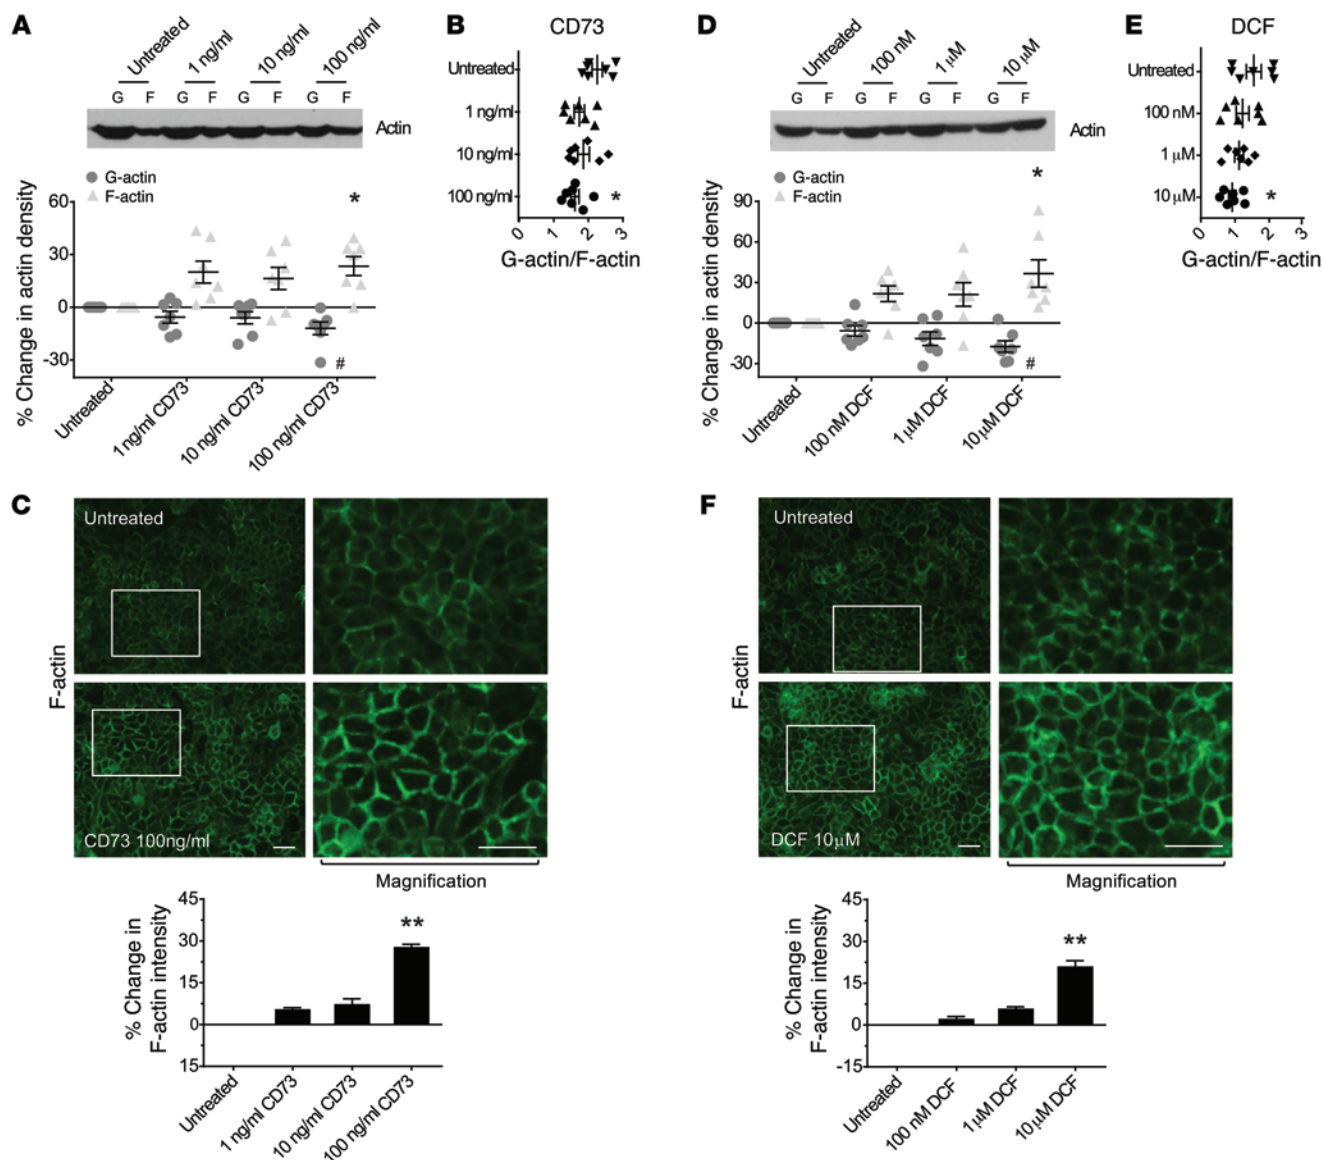 A
Untreated
1 ng/ml
10 ng/ml
100 ng/ml
G F G F G F G F
Actin
G-actin
F-actin
% Change in actin density
60
30
0
-30
*
#
Untreated
1 ng/ml CD73
10 ng/ml CD73
100 ng/ml CD73
B
CD73
Untreated
1 ng/ml
10 ng/ml
100 ng/ml
*
0 1 2 3
G-actin/F-actin
D
Untreated
100 nM
1 µM
10 µM
G F G F G F G F
Actin
G-actin
F-actin
% Change in actin density
90
60
30
0
-30
*
#
Untreated
100 nM DCF
1 µM DCF
10 µM DCF
E
DCF
Untreated
100 nM
1 µM
10 µM
*
0 1 2 3
G-actin/F-actin
C
F-actin
Untreated
CD73 100ng/ml
Magnification
% Change in
F-actin intensity
45
30
15
0
15
**
Untreated
1 ng/ml CD73
10 ng/ml CD73
100 ng/ml CD73
F
F-actin
Untreated
DCF 10µM
Magnification
% Change in
F-actin intensity
45
30
15
0
-15
**
Untreated
100 nM DCF
1 µM DCF
10 µM DCF